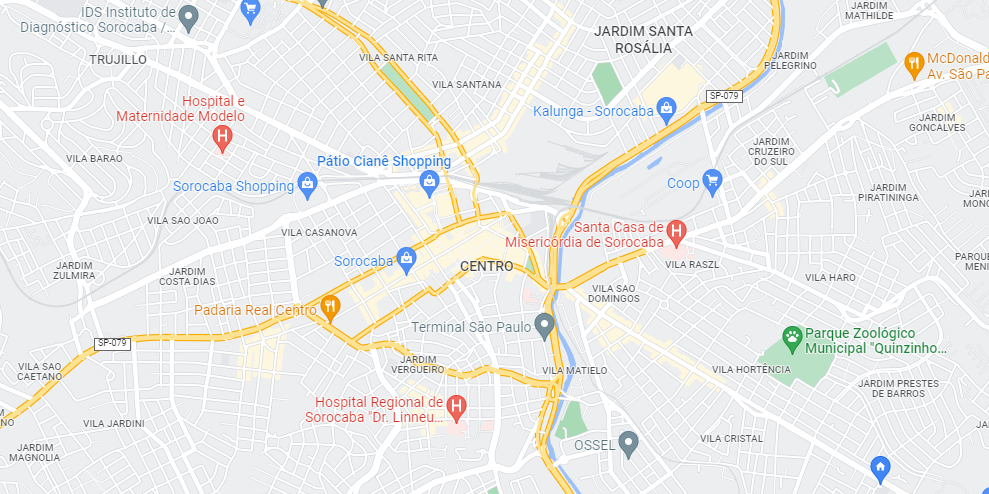 IDS Instituto de
Diagnóstico Sorocaba /...
JARDIM
MATHILDE
JARDIM SANTA
ROSÁLIA
TRUJILLO
VILA SANTA RITA
VILA SANTANA
JARDIM
PELEGRINO
McDonald
Av. São Pa
Hospital e
Maternidade Modelo
Kalunga - Sorocaba
SP-079
JARDIM
GONCALVES
VILA BARAO
Pátio Cianê Shopping
JARDIM
CRUZEIRO
DO SUL
Sorocaba Shopping
Coop
JARDIM
PIRATININGA
JARDIM
MONG
VILA SAO JOAO
VILA CASANOVA
Santa Casa de
Misericórdia de Sorocaba
Sorocaba
CENTRO
VILA RASZL
PARQUE
MENI
JARDIM
ZULMIRA
JARDIM
COSTA DIAS
VILA HARO
VILA SAO
DOMINGOS
Padaria Real Centro
Terminal São Paulo
Parque Zoológico
Municipal "Quinzinho...
SP-079
VILA SAO
CAETANO
JARDIM
VERGUEIRO
VILA MATIELO
VILA HORTÊNCIA
JARDIM PRESTES
DE BARROS
Hospital Regional de
Sorocaba "Dr. Linneu...
VILA JARDINI
VILA CRISTAL
OSSEL
JARDIM
MAGNOLIA